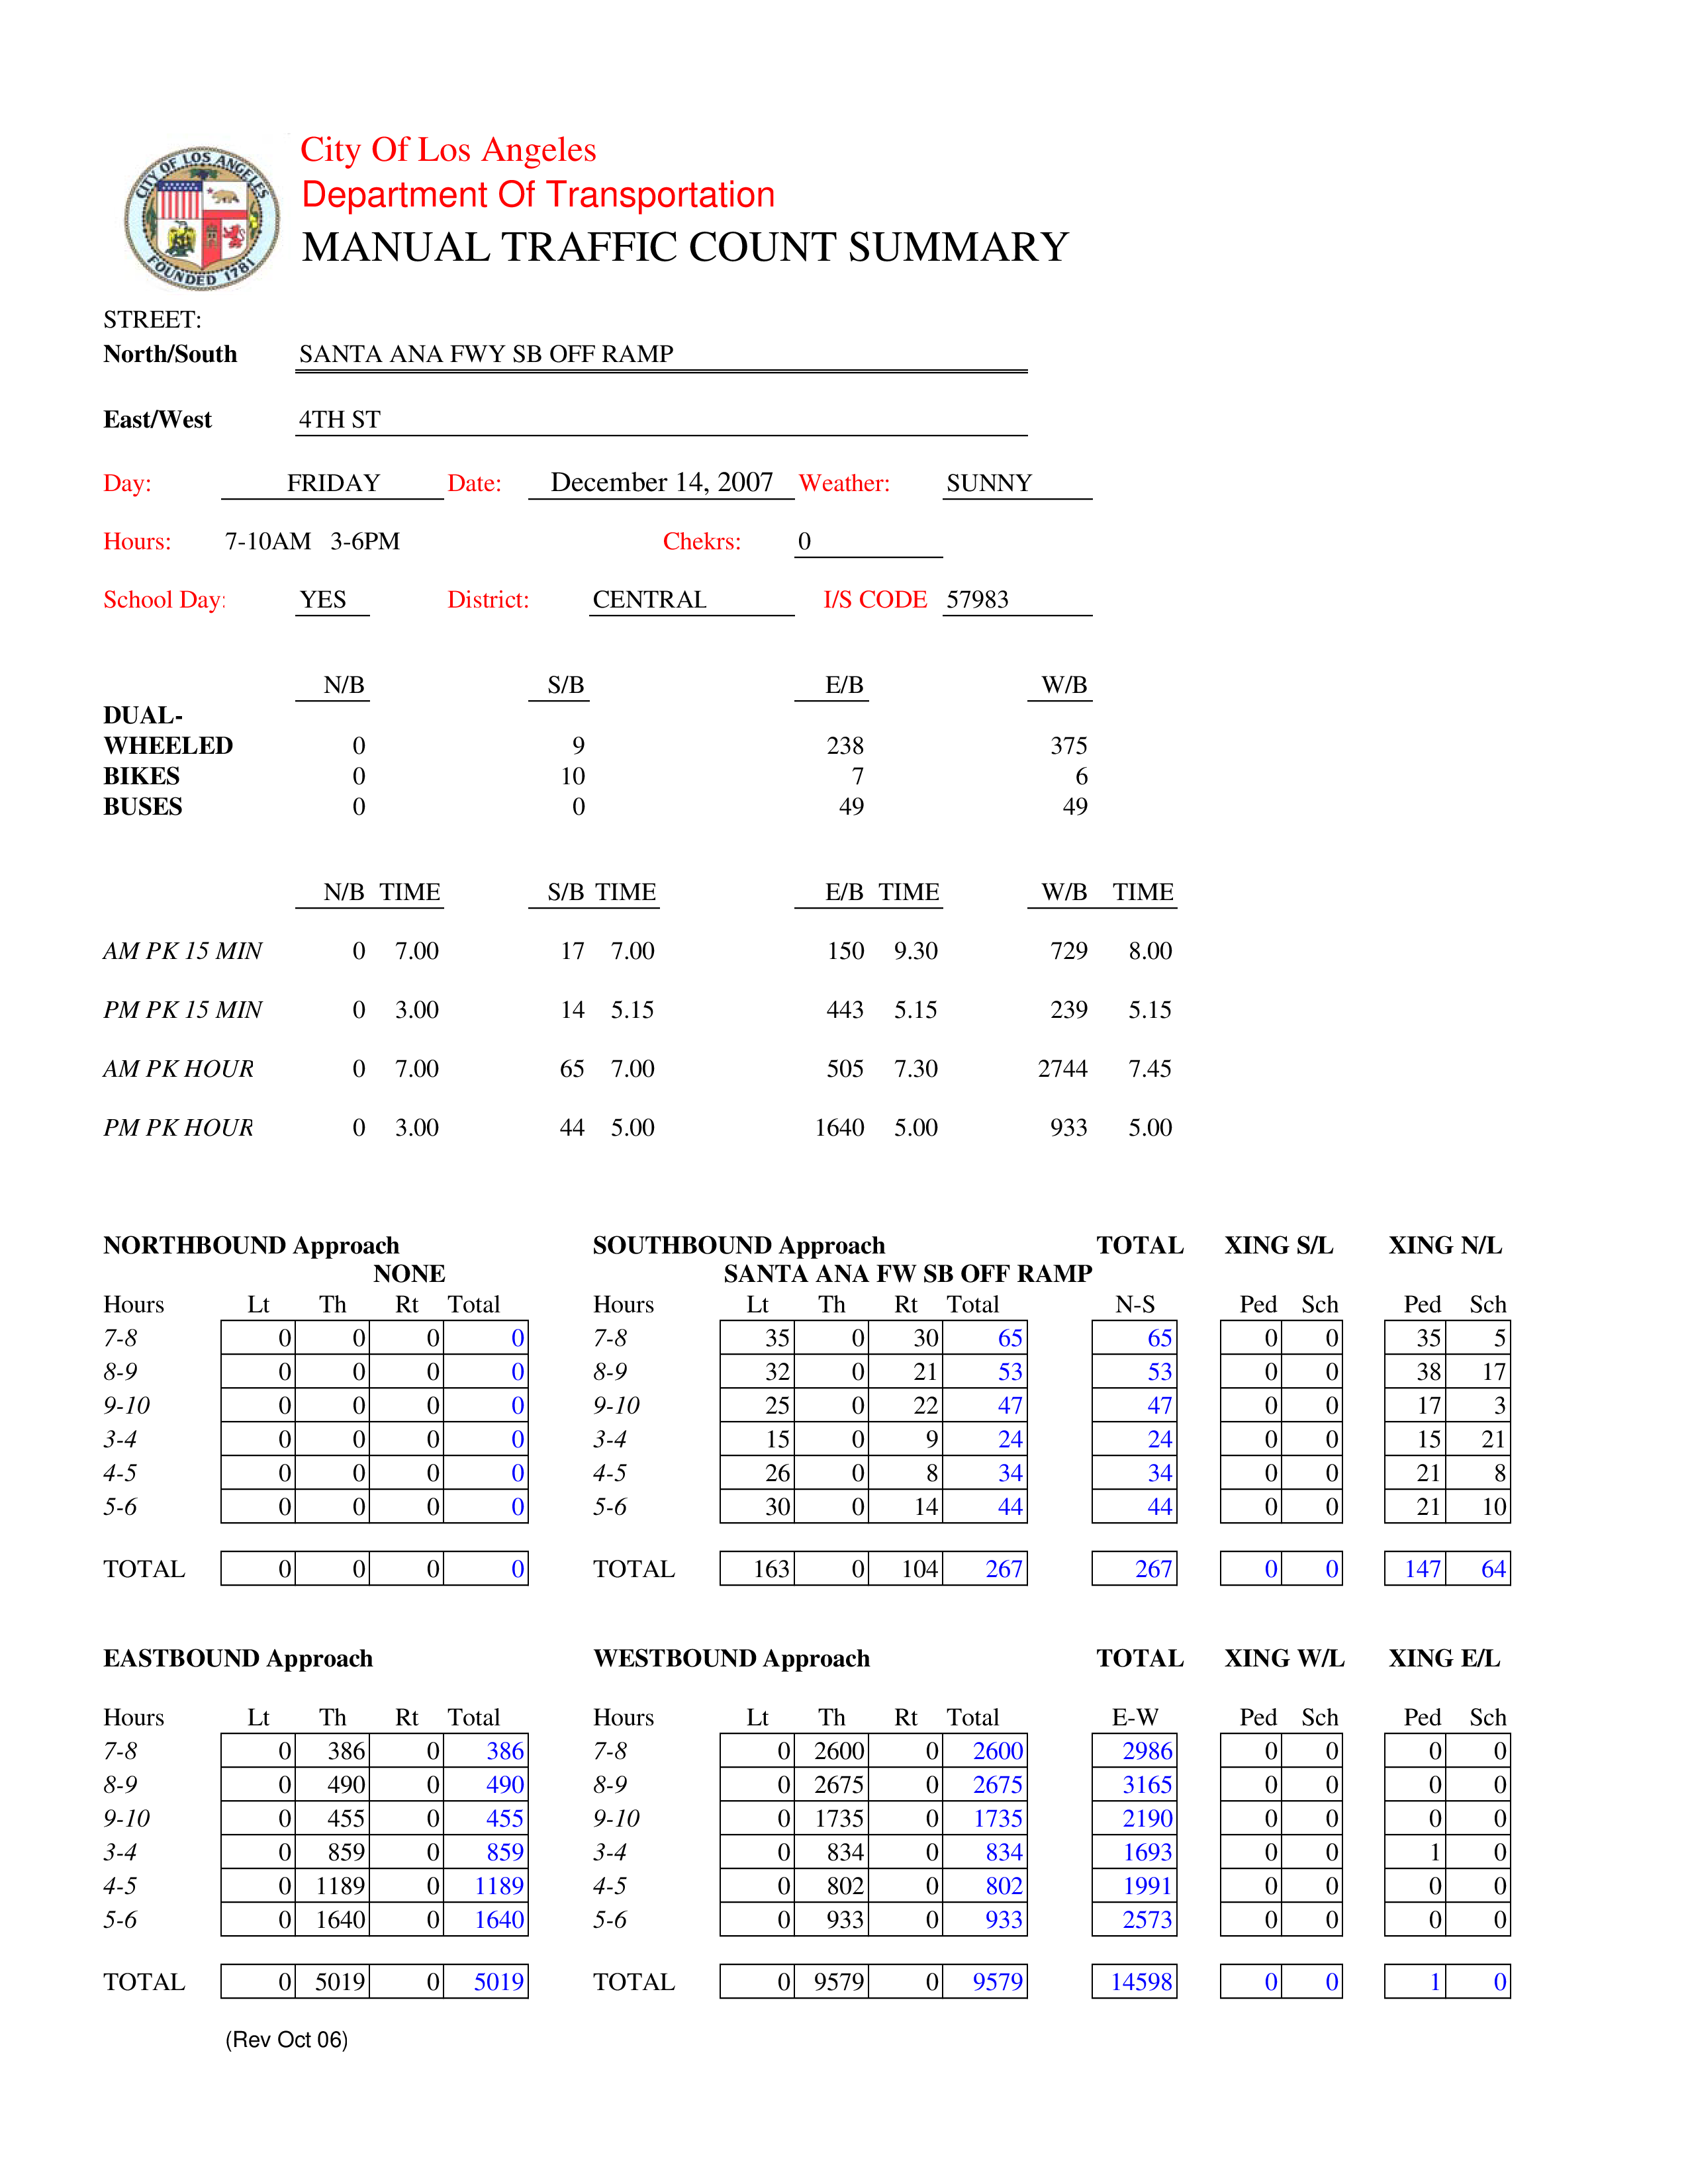 CITY OF LOS ANGELES
FOUNDED 1781
City Of Los Angeles
Department Of Transportation
MANUAL TRAFFIC COUNT SUMMARY
STREET:
North/South SANTA ANA FWY SB OFF RAMP
East/West 4TH ST
Day: FRIDAY Date: December 14, 2007 Weather: SUNNY
Hours: 7-10AM 3-6PM Chekrs: 0
School Day: YES District: CENTRAL I/S CODE 57983
N/B S/B E/B W/B
DUAL-
WHEELED 0 9 238 375
BIKES 0 10 7 6
BUSES 0 0 49 49
N/B TIME S/B TIME E/B TIME W/B TIME
AM PK 15 MIN 0 7.00 17 7.00 150 9.30 729 8.00
PM PK 15 MIN 0 3.00 14 5.15 443 5.15 239 5.15
AM PK HOUR 0 7.00 65 7.00 505 7.30 2744 7.45
PM PK HOUR 0 3.00 44 5.00 1640 5.00 933 5.00
NORTHBOUND Approach SOUTHBOUND Approach TOTAL XING S/L XING N/L
NONE SANTA ANA FW SB OFF RAMP
Hours Lt Th Rt Total Hours Lt Th Rt Total N-S Ped Sch Ped Sch
7-8 0 0 0 0 7-8 35 0 30 65 65 0 0 35 5
8-9 0 0 0 0 8-9 32 0 21 53 53 0 0 38 17
9-10 0 0 0 0 9-10 25 0 22 47 47 0 0 17 3
3-4 0 0 0 0 3-4 15 0 9 24 24 0 0 15 21
4-5 0 0 0 0 4-5 26 0 8 34 34 0 0 21 8
5-6 0 0 0 0 5-6 30 0 14 44 44 0 0 21 10
TOTAL 0 0 0 0 TOTAL 163 0 104 267 267 0 0 147 64
EASTBOUND Approach WESTBOUND Approach TOTAL XING W/L XING E/L
Hours Lt Th Rt Total Hours Lt Th Rt Total E-W Ped Sch Ped Sch
7-8 0 386 0 386 7-8 0 2600 0 2600 2986 0 0 0 0
8-9 0 490 0 490 8-9 0 2675 0 2675 3165 0 0 0 0
9-10 0 455 0 455 9-10 0 1735 0 1735 2190 0 0 0 0
3-4 0 859 0 859 3-4 0 834 0 834 1693 0 0 1 0
4-5 0 1189 0 1189 4-5 0 802 0 802 1991 0 0 0 0
5-6 0 1640 0 1640 5-6 0 933 0 933 2573 0 0 0 0
TOTAL 0 5019 0 5019 TOTAL 0 9579 0 9579 14598 0 0 1 0
(Rev Oct 06)